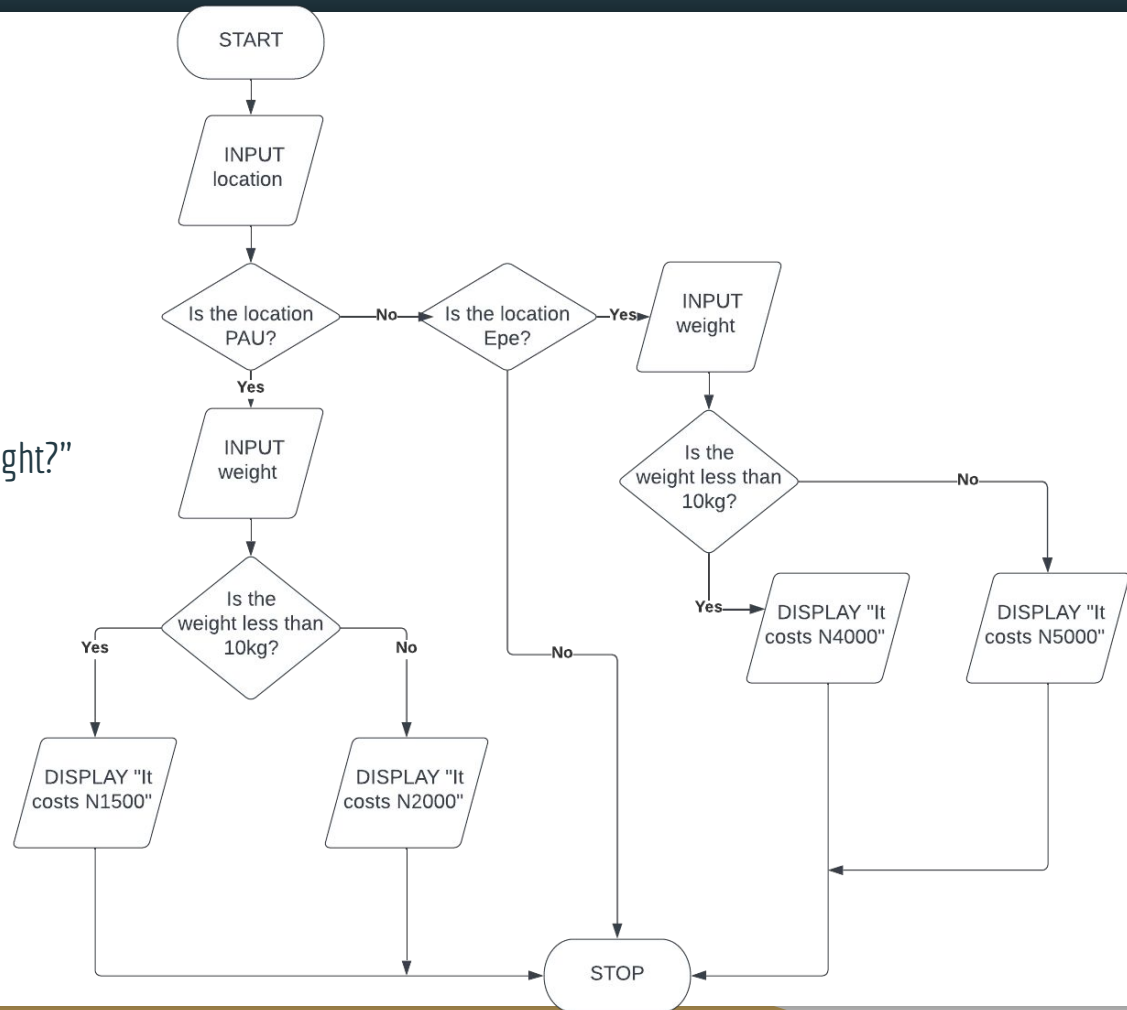 START
INPUT
location
Is the location
PAU?
No
Is the location
Epe?
Yes
INPUT
weight
Yes
INPUT
weight
ght?”
Is the
weight less than
10kg?
No
Yes
DISPLAY "It
costs N4000"
DISPLAY "It
costs N5000"
Is the
weight less than
10kg?
Yes
No
No
DISPLAY "It
costs N1500"
DISPLAY "It
costs N2000"
STOP